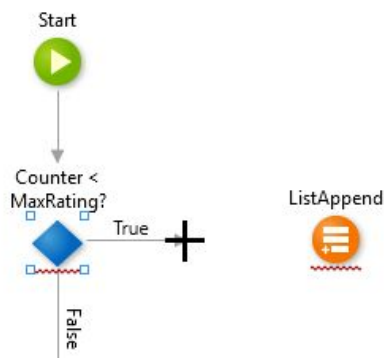 Start
Counter <
MaxRating?
True
ListAppend
False